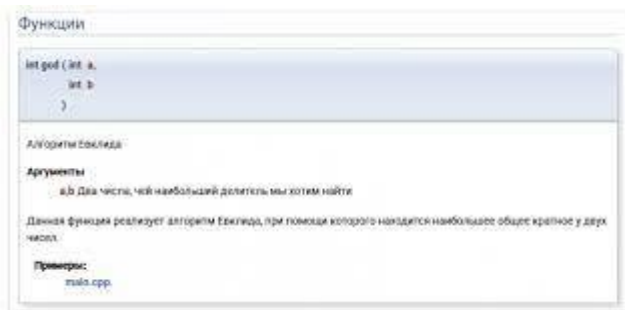 Функции
int gcd ( int a,
int b
)
Алгоритм Евклида
Аргументы
a,b Два числа, чей наибольший делитель мы хотим найти
Данная функция реализует алгоритм Евклида, при помощи которого находится наибольшее общее кратное у двух
чисел.
Примеры:
main.cpp.